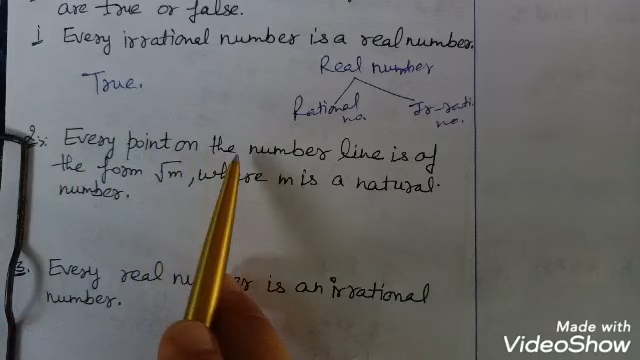 are true or false.
i Every irrational number is a real number.
True.
Real number
Rational no.
Ir-rati. no.
2. Every point on the number line is of
the form √m, where m is a natural.
number.
3. Every real number is an irrational
number.
Made with
VideoShow